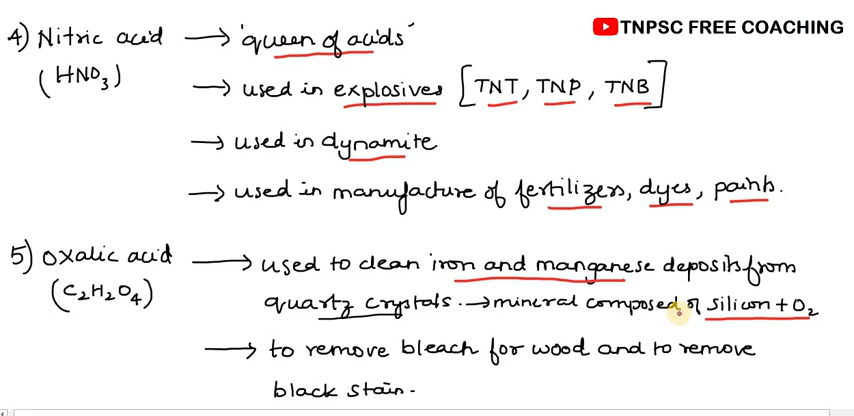 TNPSC FREE COACHING
4) Nitric acid → 'queen of acids'
(HNO₃)
→ used in explosives [TNT, TNP, TNB]
→ used in dynamite
→ used in manufacture of fertilizers, dyes, paints.
5) Oxalic acid → used to clean iron and manganese deposits from
(C₂H₂O₄) quartz crystals. → mineral composed of silicon + O₂
→ to remove bleach for wood and to remove
black stain.